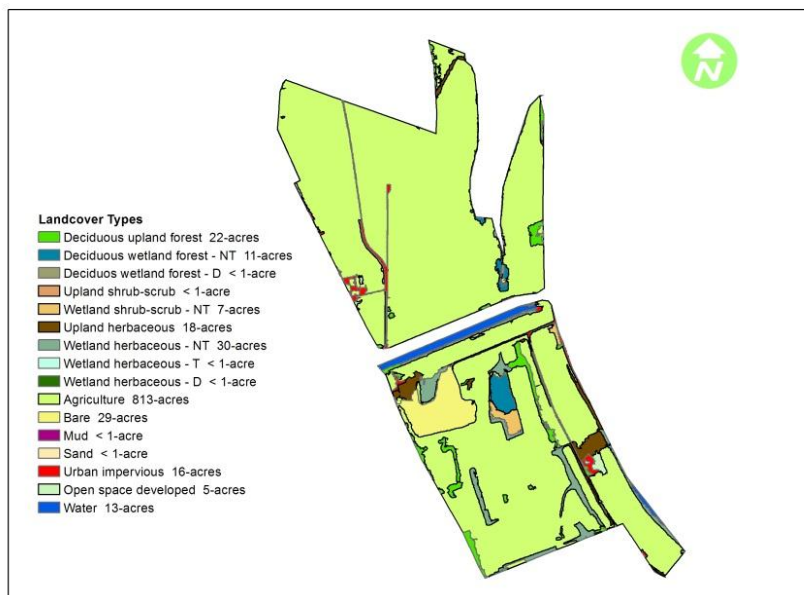 N
Landcover Types
Deciduous upland forest 22-acres
Deciduous wetland forest - NT 11-acres
Deciduos wetland forest - D < 1-acre
Upland shrub-scrub < 1-acre
Wetland shrub-scrub - NT 7-acres
Upland herbaceous 18-acres
Wetland herbaceous - NT 30-acres
Wetland herbaceous - T < 1-acre
Wetland herbaceous - D < 1-acre
Agriculture 813-acres
Bare 29-acres
Mud < 1-acre
Sand < 1-acre
Urban impervious 16-acres
Open space developed 5-acres
Water 13-acres